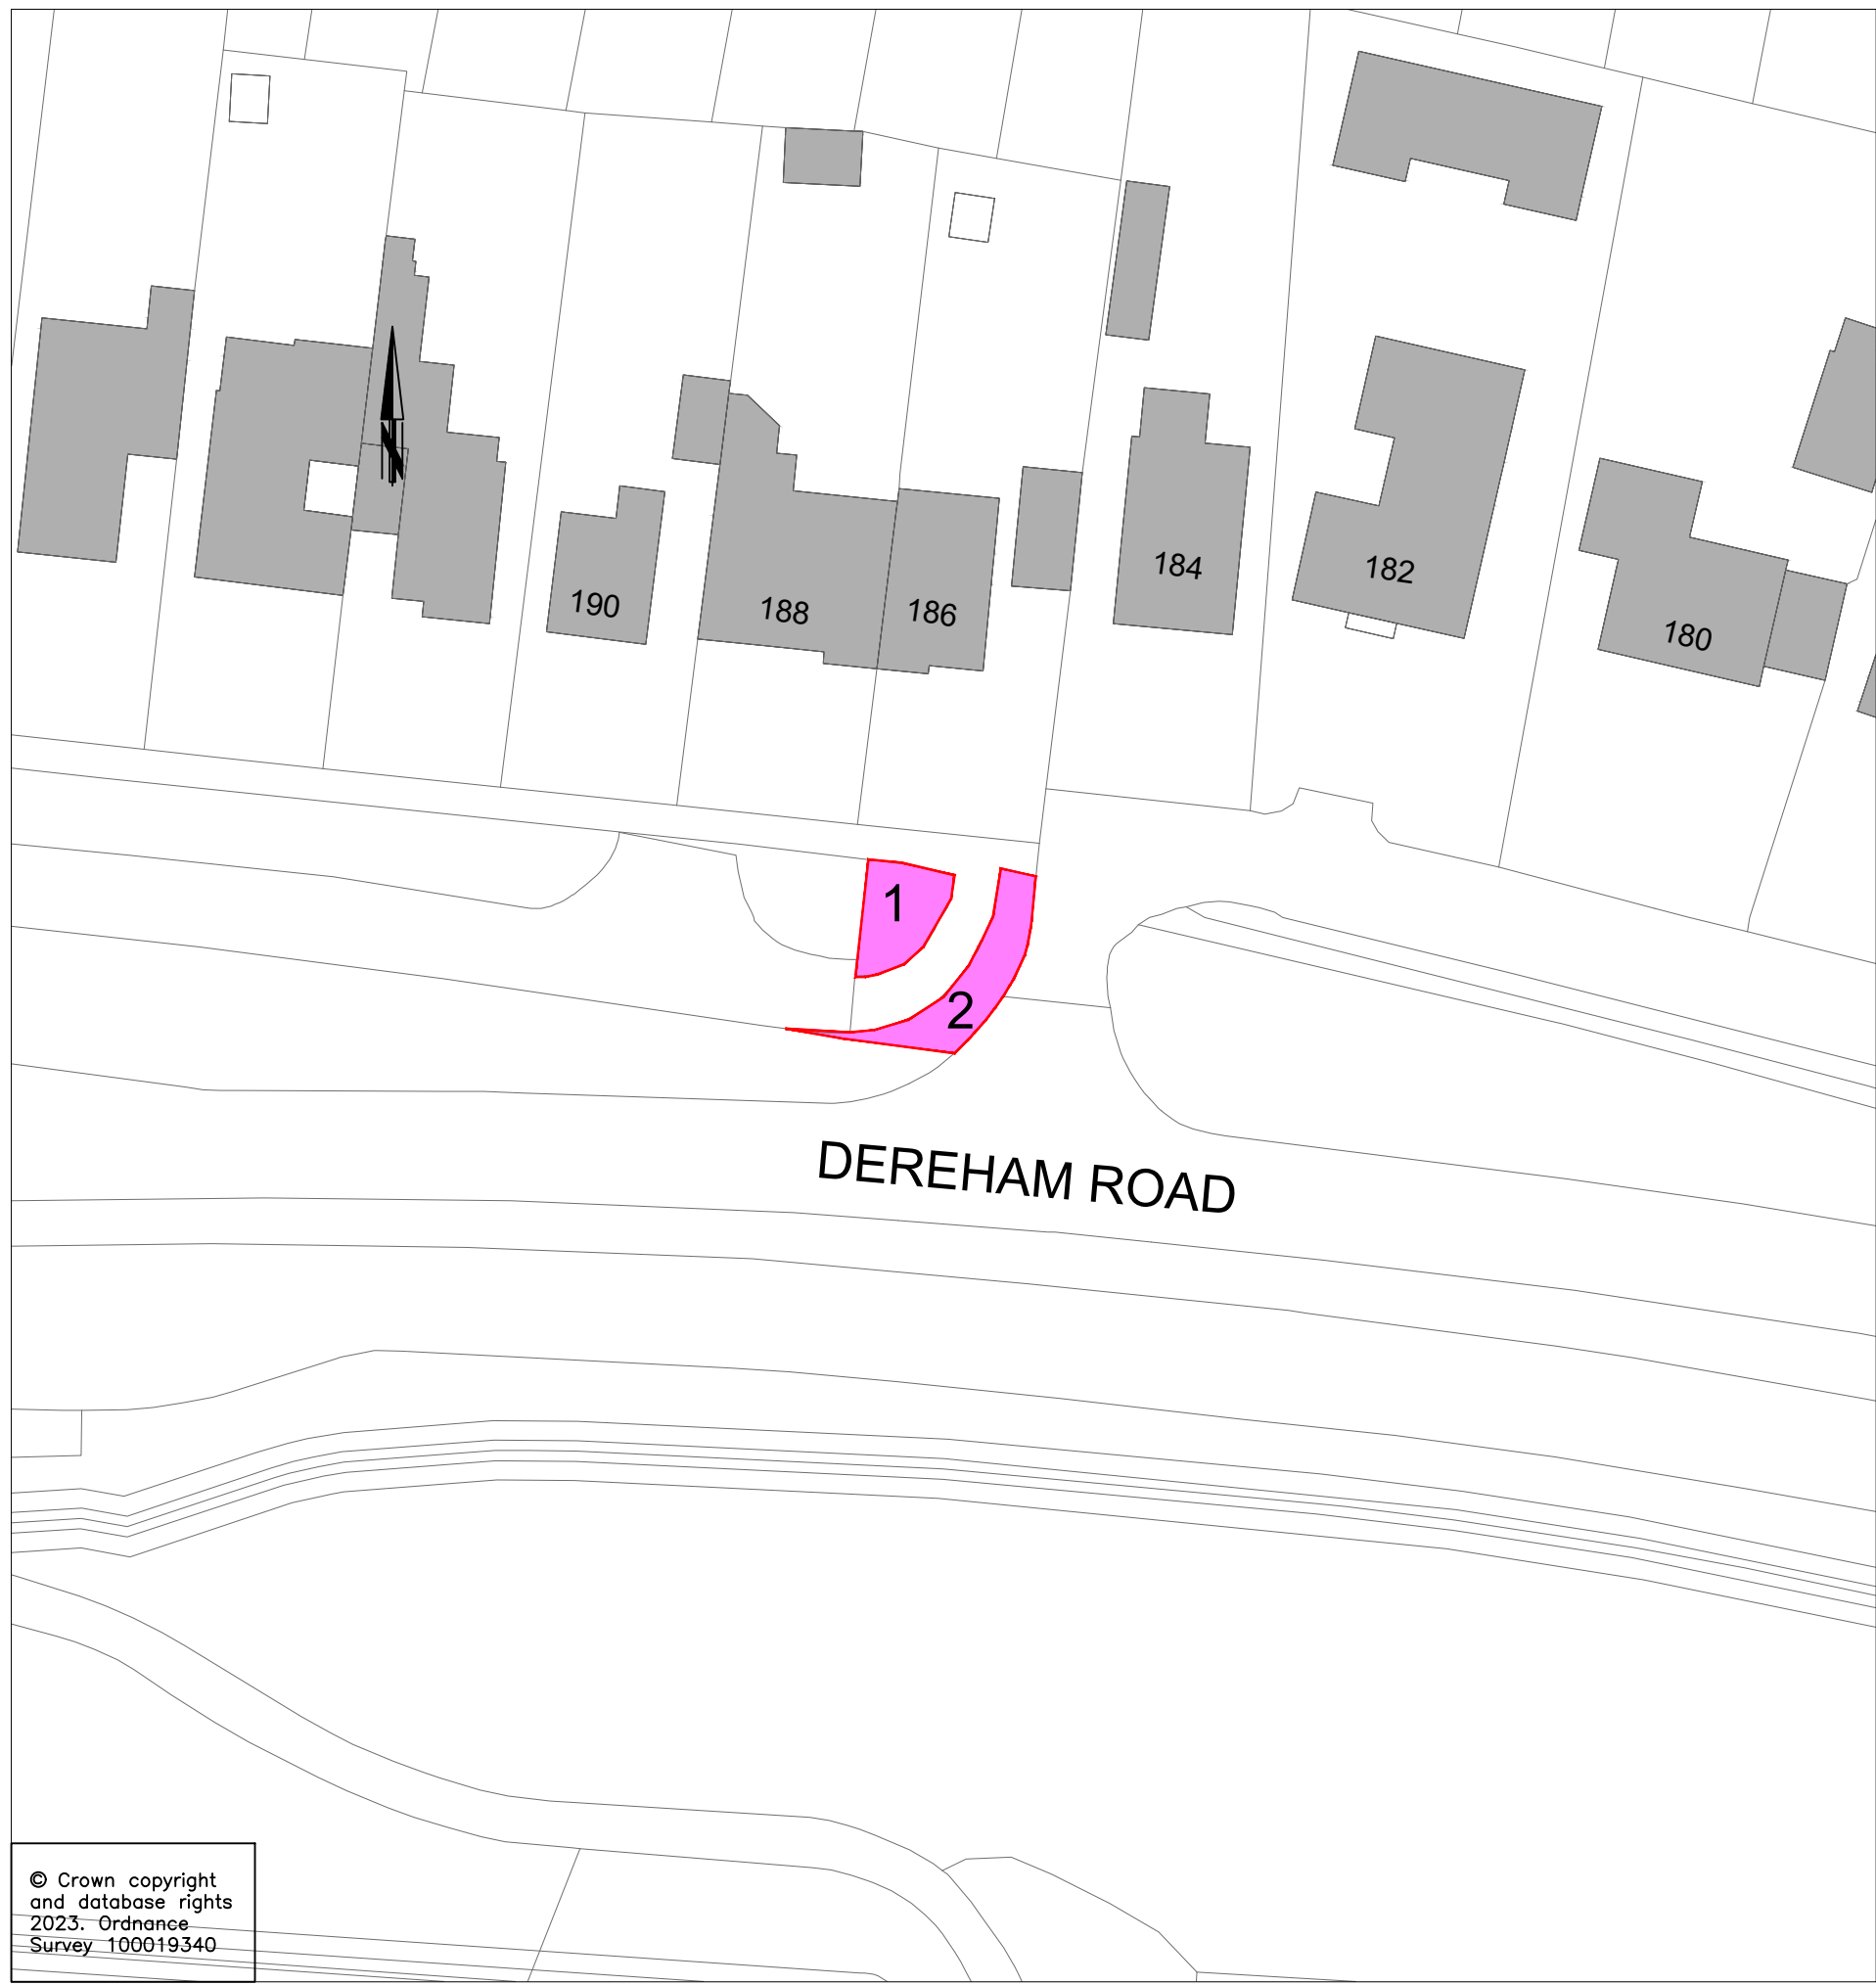 184
182
190
188
186
180
1
2
DEREHAM ROAD
© Crown copyright
and database rights
2023. Ordnance
Survey 100019340